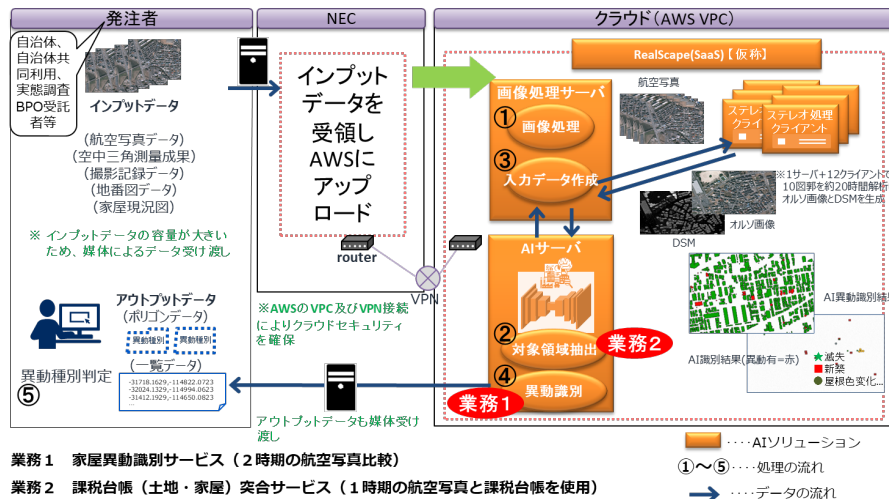 発注者
NEC
クラウド（AWS VPC）
自治体、
自治体共
同利用、
実態調査
BPO受託
者等
インプットデータ
(航空写真データ)
(空中三角測量成果)
(撮影記録データ)
(地番図データ)
(家屋現況図)
※ インプットデータの容量が大きい
ため、媒体によるデータ受け渡し
インプット
データを
受領し
AWSに
アップ
ロード
router
VPN
※AWSのVPC及びVPN接続
によりクラウドセキュリティ
を確保
RealScape(SaaS)【仮称】
画像処理サーバ
① 画像処理
③ 入力データ作成
航空写真
ステレオ処理
クライアント
※1サーバ+12クライアントで
10図郭を約20時間解析
オルソ画像とDSMを生成
オルソ画像
DSM
AIサーバ
② 対象領域抽出
業務2
④ 異動識別
業務1
AI異動識別結果
AI識別結果(異動有=赤)
滅失
新築
屋根色変化...
アウトプットデータ
(ポリゴンデータ)
異動種別 異動種別
(一覧データ)
-31718.1629,-114822.0723
-32024.1329,-114994.0623
-31412.1929,-114650.0823
...
異動種別判定
⑤
アウトプットデータも媒体受け
渡し
業務１ 家屋異動識別サービス（２時期の航空写真比較）
業務２ 課税台帳（土地・家屋）突合サービス（１時期の航空写真と課税台帳を使用）
‥‥AIソリューション
①～⑤‥‥処理の流れ
‥‥データの流れ